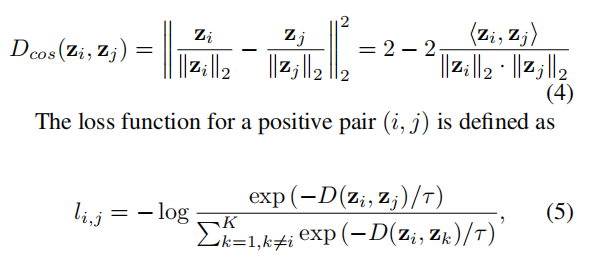 D_{cos}(\mathbf{z}_i, \mathbf{z}_j) = \left\| \frac{\mathbf{z}_i}{\|\mathbf{z}_i\|_2} - \frac{\mathbf{z}_j}{\|\mathbf{z}_j\|_2} \right\|_2^2 = 2 - 2 \frac{\langle \mathbf{z}_i, \mathbf{z}_j \rangle}{\|\mathbf{z}_i\|_2 \cdot \|\mathbf{z}_j\|_2}
(4)
The loss function for a positive pair (i, j) is defined as
l_{i,j} = -\log \frac{\exp(-D(\mathbf{z}_i, \mathbf{z}_j)/\tau)}{\sum_{k=1, k \neq i}^{K} \exp(-D(\mathbf{z}_i, \mathbf{z}_k)/\tau)}, (5)